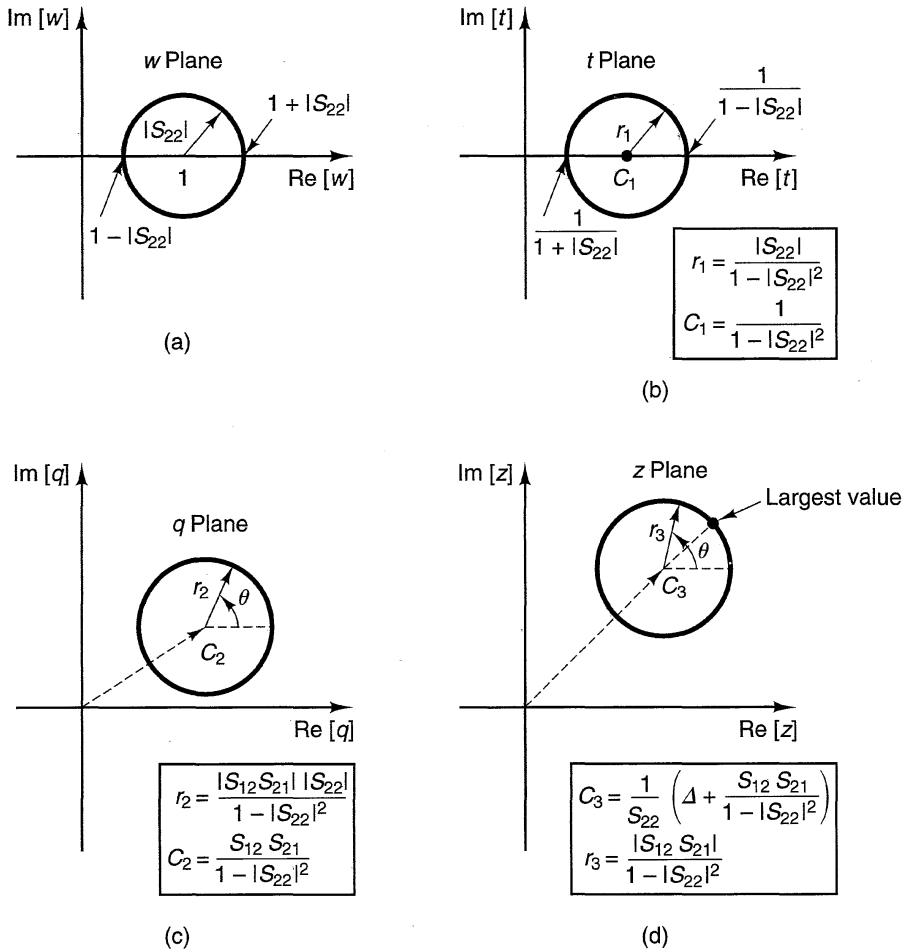 Im [w]
w Plane
|S₂₂|
1 + |S₂₂|
1
Re [w]
1 – |S₂₂|
(a)
Im [t]
t Plane
1/(1 – |S₂₂|)
r₁
C₁
Re [t]
1/(1 + |S₂₂|)
r₁ = |S₂₂|/(1 – |S₂₂|²)
C₁ = 1/(1 – |S₂₂|²)
(b)
Im [q]
q Plane
r₂
θ
C₂
Re [q]
r₂ = |S₁₂S₂₁| |S₂₂|/(1 – |S₂₂|²)
C₂ = S₁₂ S₂₁/(1 – |S₂₂|²)
(c)
Im [z]
z Plane
Largest value
r₃
θ
C₃
Re [z]
C₃ = 1/S₂₂ (Δ + S₁₂ S₂₁/(1 – |S₂₂|²))
r₃ = |S₁₂ S₂₁|/(1 – |S₂₂|²)
(d)